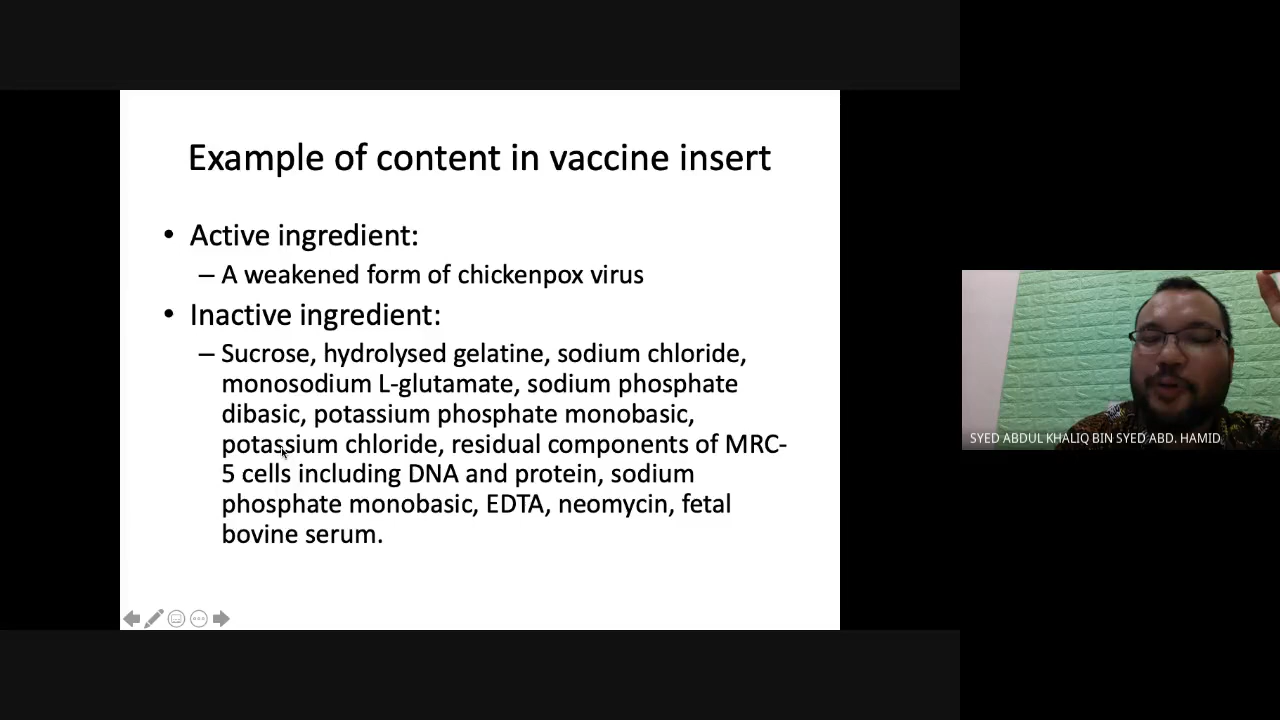 Example of content in vaccine insert
• Active ingredient:
– A weakened form of chickenpox virus
• Inactive ingredient:
– Sucrose, hydrolysed gelatine, sodium chloride,
monosodium L-glutamate, sodium phosphate
dibasic, potassium phosphate monobasic,
potassium chloride, residual components of MRC-
5 cells including DNA and protein, sodium
phosphate monobasic, EDTA, neomycin, fetal
bovine serum.
SYED ABDUL KHALIQ BIN SYED ABD. HAMID